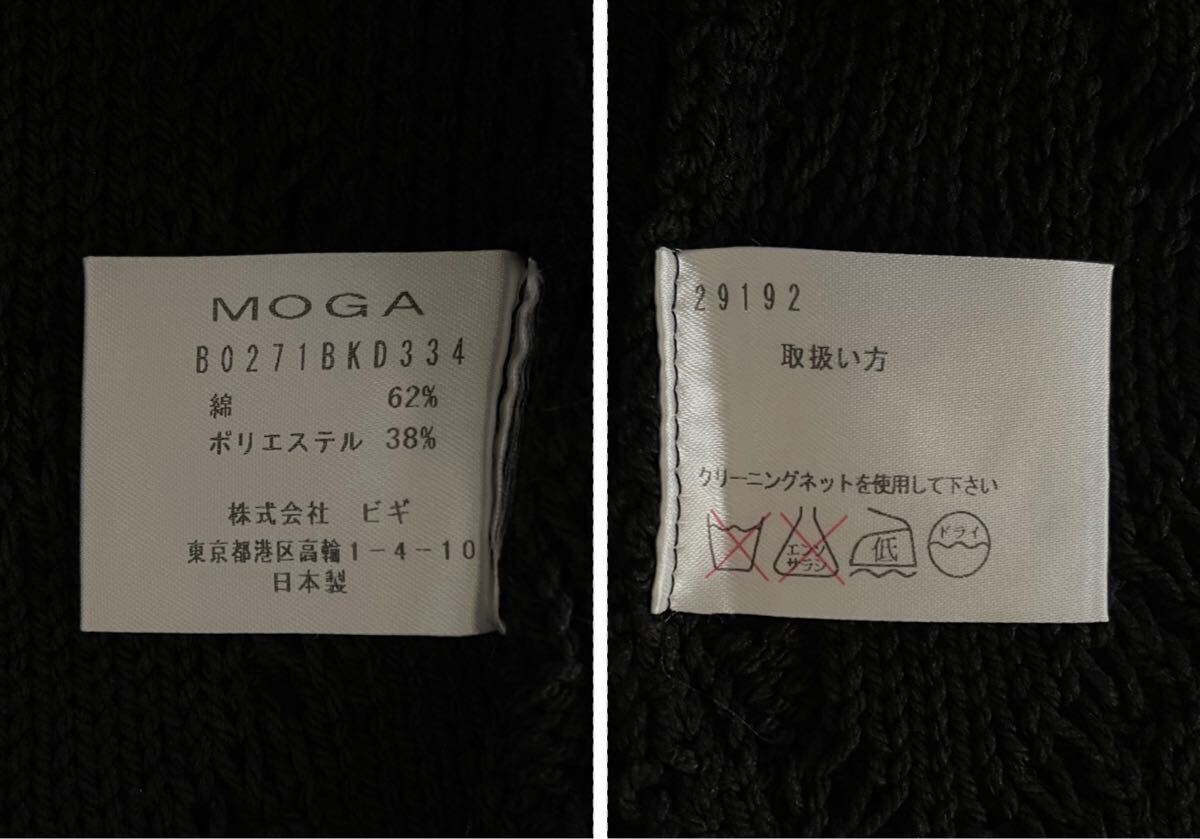 MOGA
B0271BKD334
綿 62%
ポリエステル 38%
株式会社 ビギ
東京都港区高輪1-4-10
日本製
29192
取扱い方
クリーニングネットを使用して下さい
エンソ
サラシ
低
ドライ